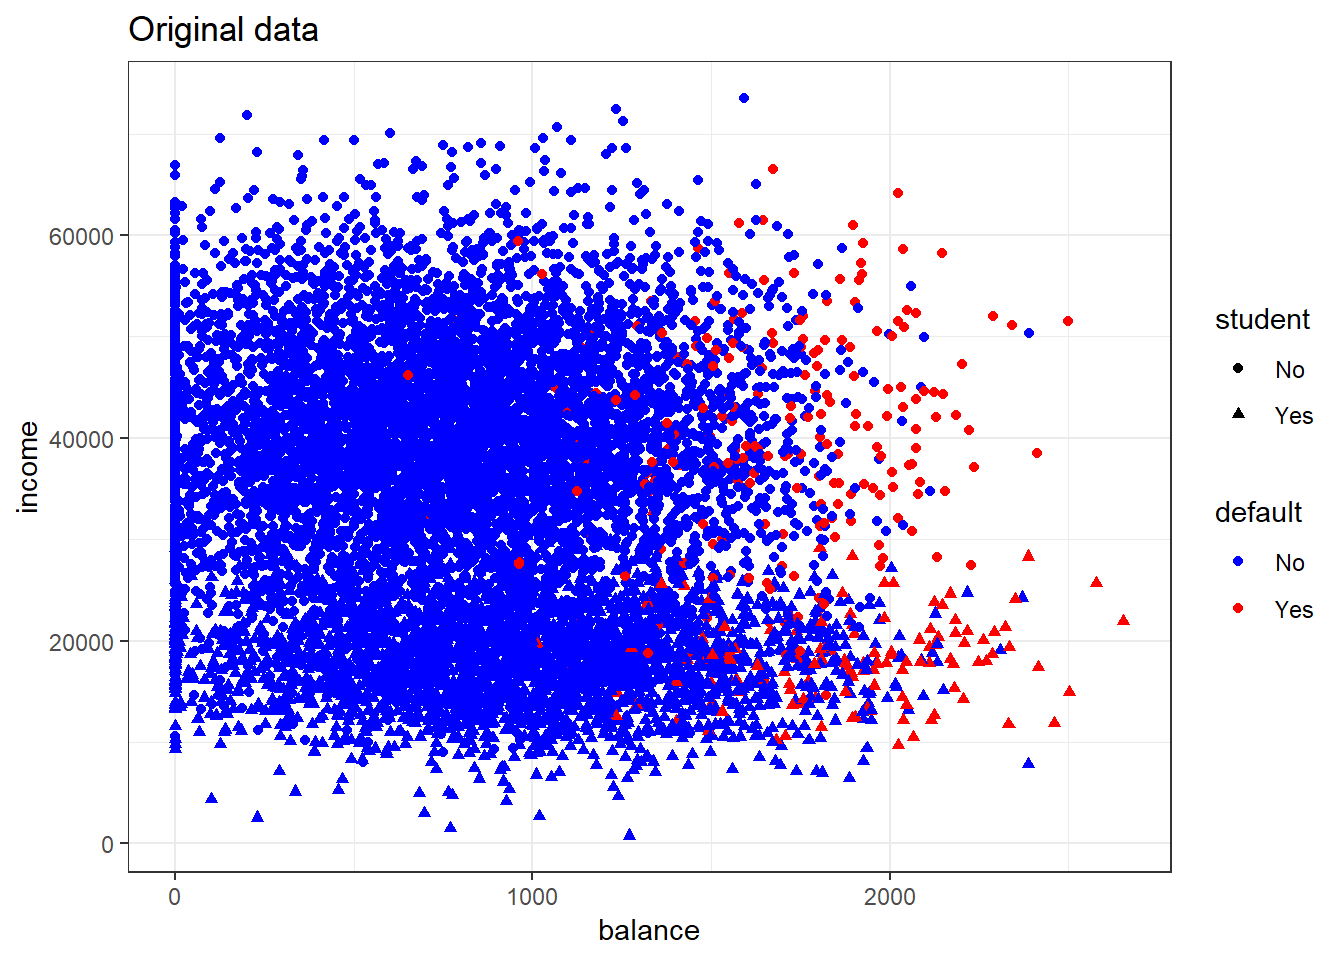 Original data
60000
40000
20000
0
income
0
1000
2000
balance
student
No
Yes
default
No
Yes